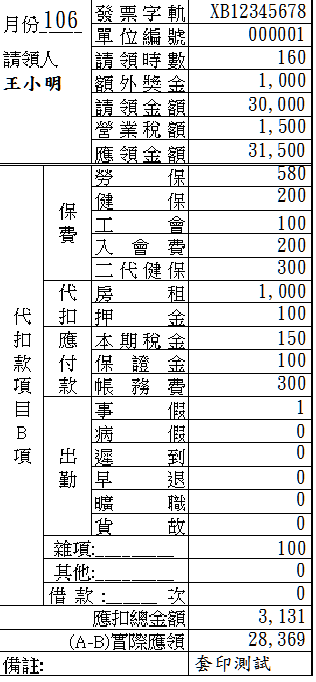 月份 106 發票字軌 XB12345678
單位編號 000001
請領人 請領時數 160
王小明 額外獎金 1,000
請領金額 30,000
營業稅額 1,500
應領金額 31,500
代扣款項目B項 保費 勞保 580
健保 200
工會 100
入會費 200
二代健保 300
代扣應付款 房租 1,000
押金 100
本期稅金 150
保證金 100
帳務費 300
出勤 事假 1
病假 0
遲到 0
早退 0
曠職 0
貨故 0
雜項:_________ 100
其他:_________ 0
借款:______次 0
應扣總金額 3,131
(A-B)實際應領 28,369
備註: 套印測試